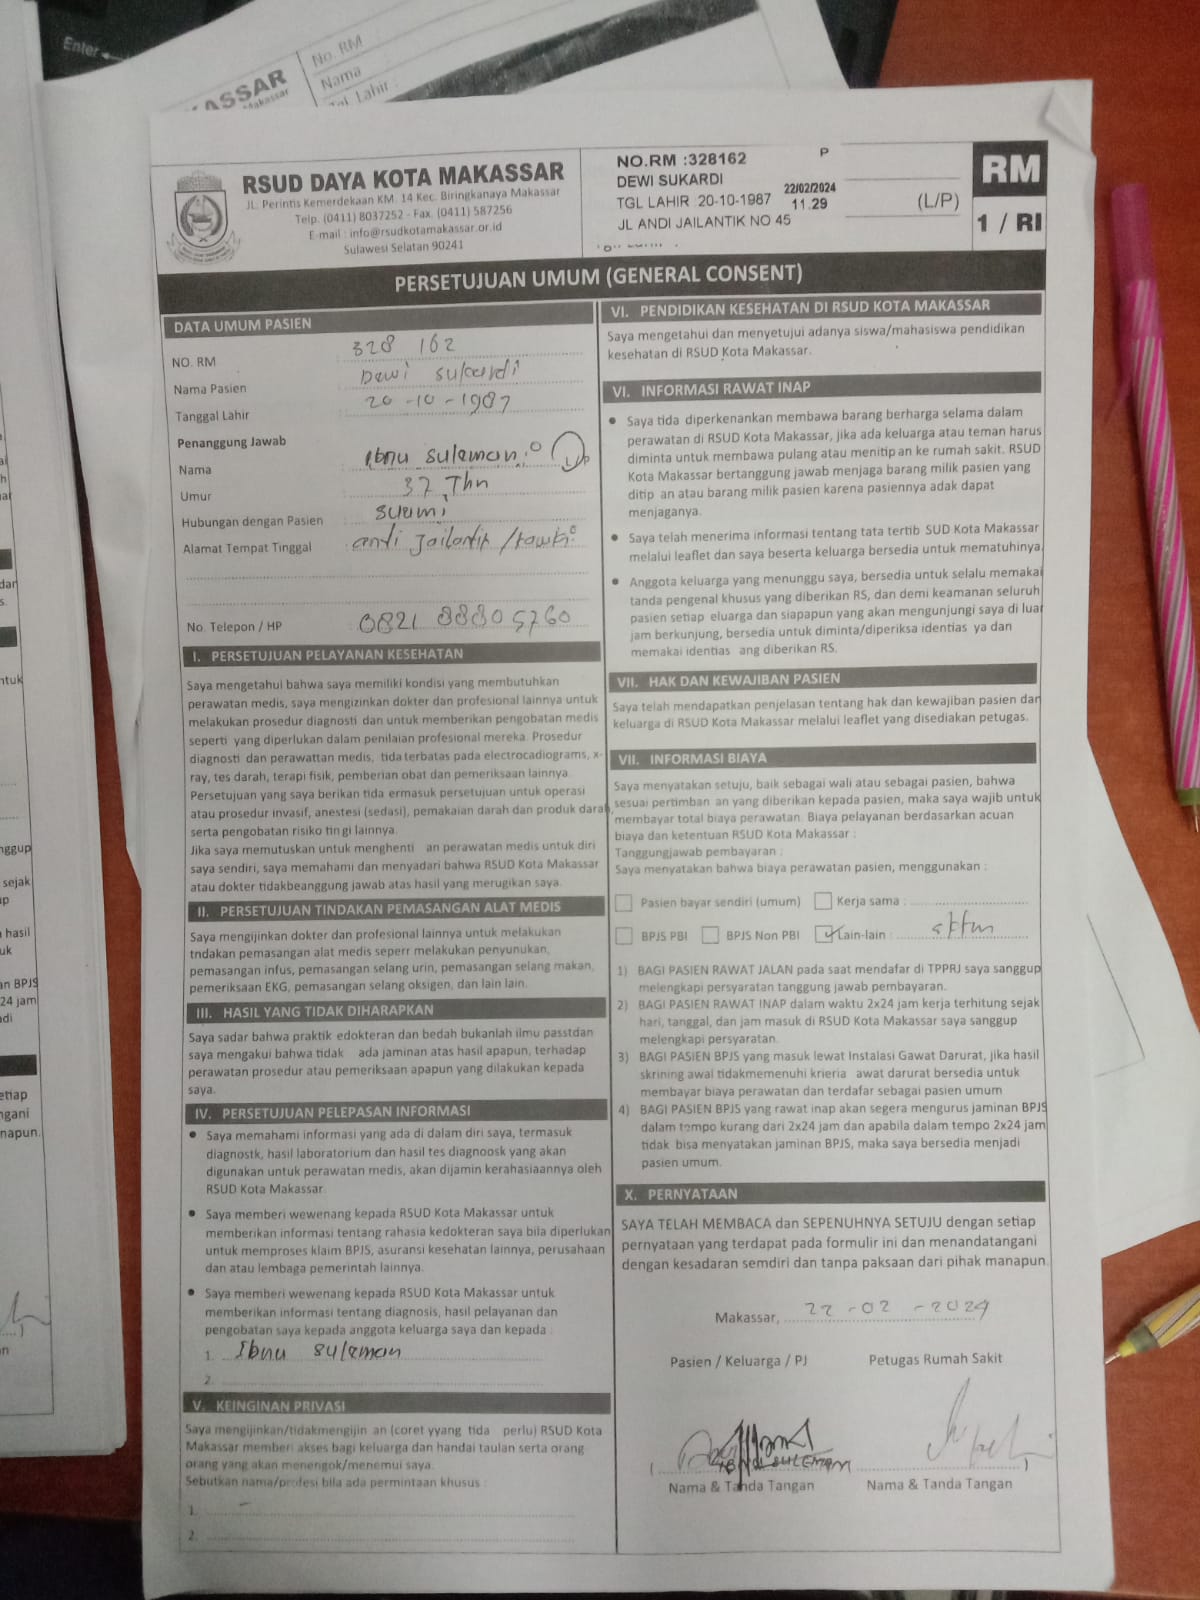 Enter
No. RM
Nama
Tgl. Lahir :
KASSAR
Makassar
RSUD DAYA KOTA MAKASSAR
JL. Perintis Kemerdekaan KM. 14 Kec. Biringkanaya Makassar
Telp. (0411) 8037252 - Fax. (0411) 587256
E-mail : info@rsudkotamakassar.or.id
Sulawesi Selatan 90241
NO.RM :328162 P
DEWI SUKARDI
TGL LAHIR 20-10-1987
22/02/2024
11.29
JL ANDI JAILANTIK NO 45
(L/P)
RM
1 / RI
PERSETUJUAN UMUM (GENERAL CONSENT)
DATA UMUM PASIEN
NO. RM 328 162
Nama Pasien Dewi sukardi
Tanggal Lahir 20-10-1987
Penanggung Jawab
Nama Ibnu suleman
Umur 37 Thn
Hubungan dengan Pasien suami
Alamat Tempat Tinggal : andi Jailantik
No. Telepon / HP : 0821 88805760
I. PERSETUJUAN PELAYANAN KESEHATAN
Saya mengetahui bahwa saya memiliki kondisi yang membutuhkan
perawatan medis, saya mengizinkan dokter dan profesional lainnya untuk
melakukan prosedur diagnosti dan untuk memberikan pengobatan medis
seperti yang diperlukan dalam penilaian profesional mereka. Prosedur
diagnosti dan perawattan medis, tida terbatas pada electrocadiograms, x-
ray, tes darah, terapi fisik, pemberian obat dan pemeriksaan lainnya.
Persetujuan yang saya berikan tida ermasuk persetujuan untuk operasi
atau prosedur invasif, anestesi (sedasi), pemakaian darah dan produk darah,
serta pengobatan risiko tin gi lainnya.
Jika saya memutuskan untuk menghenti an perawatan medis untuk diri
saya sendiri, saya memahami dan menyadari bahwa RSUD Kota Makassar
atau dokter tidakbeanggung jawab atas hasil yang merugikan saya.
II. PERSETUJUAN TINDAKAN PEMASANGAN ALAT MEDIS
Saya mengijinkan dokter dan profesional lainnya untuk melakukan
tndakan pemasangan alat medis seperr melakukan penyunukan,
pemasangan infus, pemasangan selang urin, pemasangan selang makan,
pemeriksaan EKG, pemasangan selang oksigen, dan lain lain.
III. HASIL YANG TIDAK DIHARAPKAN
Saya sadar bahwa praktik edokteran dan bedah bukanlah ilmu passtdan
saya mengakui bahwa tidak ada jaminan atas hasil apapun, terhadap
perawatan prosedur atau pemeriksaan apapun yang dilakukan kepada
saya.
IV. PERSETUJUAN PELEPASAN INFORMASI
• Saya memahami informasi yang ada di dalam diri saya, termasuk
diagnostk, hasil laboratorium dan hasil tes diagnoosk yang akan
digunakan untuk perawatan medis, akan dijamin kerahasiaannya oleh
RSUD Kota Makassar.
• Saya memberi wewenang kepada RSUD Kota Makassar untuk
memberikan informasi tentang rahasia kedokteran saya bila diperlukan
untuk memproses klaim BPJS, asuransi kesehatan lainnya, perusahaan
dan atau lembaga pemerintah lainnya.
• Saya memberi wewenang kepada RSUD Kota Makassar untuk
memberikan informasi tentang diagnosis, hasil pelayanan dan
pengobatan saya kepada anggota keluarga saya dan kepada :
1. Ibnu suleman
2.
V. KEINGINAN PRIVASI
Saya mengijinkan/tidakmengijin an (coret yyang tida perlu) RSUD Kota
Makassar memberi akses bagi keluarga dan handai taulan serta orang
orang yang akan menengok/menemui saya.
Sebutkan nama/profesi bila ada permintaan khusus :
1.
2.
VI. PENDIDIKAN KESEHATAN DI RSUD KOTA MAKASSAR
Saya mengetahui dan menyetujui adanya siswa/mahasiswa pendidikan
kesehatan di RSUD Kota Makassar.
VI. INFORMASI RAWAT INAP
• Saya tida diperkenankan membawa barang berharga selama dalam
perawatan di RSUD Kota Makassar, jika ada keluarga atau teman harus
diminta untuk membawa pulang atau menitip an ke rumah sakit. RSUD
Kota Makassar bertanggung jawab menjaga barang milik pasien yang
ditip an atau barang milik pasien karena pasiennya adak dapat
menjaganya.
• Saya telah menerima informasi tentang tata tertib SUD Kota Makassar
melalui leaflet dan saya beserta keluarga bersedia untuk mematuhinya.
• Anggota keluarga yang menunggu saya, bersedia untuk selalu memakai
tanda pengenal khusus yang diberikan RS, dan demi keamanan seluruh
pasien setiap eluarga dan siapapun yang akan mengunjungi saya di luar
jam berkunjung, bersedia untuk diminta/diperiksa identias ya dan
memakai identias ang diberikan RS.
VII. HAK DAN KEWAJIBAN PASIEN
Saya telah mendapatkan penjelasan tentang hak dan kewajiban pasien dan
keluarga di RSUD Kota Makassar melalui leaflet yang disediakan petugas.
VII. INFORMASI BIAYA
Saya menyatakan setuju, baik sebagai wali atau sebagai pasien, bahwa
sesuai pertimban an yang diberikan kepada pasien, maka saya wajib untuk
membayar total biaya perawatan. Biaya pelayanan berdasarkan acuan
biaya dan ketentuan RSUD Kota Makassar :
Tanggungjawab pembayaran :
Saya menyatakan bahwa biaya perawatan pasien, menggunakan :
Pasien bayar sendiri (umum) Kerja sama :
BPJS PBI BPJS Non PBI Lain-lain :
1) BAGI PASIEN RAWAT JALAN pada saat mendafar di TPPRJ saya sanggup
melengkapi persyaratan tanggung jawab pembayaran.
2) BAGI PASIEN RAWAT INAP dalam waktu 2x24 jam kerja terhitung sejak
hari, tanggal, dan jam masuk di RSUD Kota Makassar saya sanggup
melengkapi persyaratan.
3) BAGI PASIEN BPJS yang masuk lewat Instalasi Gawat Darurat, jika hasil
skrining awal tidakmemenuhi krieria awat darurat bersedia untuk
membayar biaya perawatan dan terdafar sebagai pasien umum
4) BAGI PASIEN BPJS yang rawat inap akan segera mengurus jaminan BPJS
dalam tempo kurang dari 2x24 jam dan apabila dalam tempo 2x24 jam
tidak bisa menyatakan jaminan BPJS, maka saya bersedia menjadi
pasien umum.
X. PERNYATAAN
SAYA TELAH MEMBACA dan SEPENUHNYA SETUJU dengan setiap
pernyataan yang terdapat pada formulir ini dan menandatangani
dengan kesadaran semdiri dan tanpa paksaan dari pihak manapun.
Makassar, 22-02-2024
Pasien / Keluarga / PJ Petugas Rumah Sakit
IBNU SULEMAN
Nama & Tanda Tangan Nama & Tanda Tangan